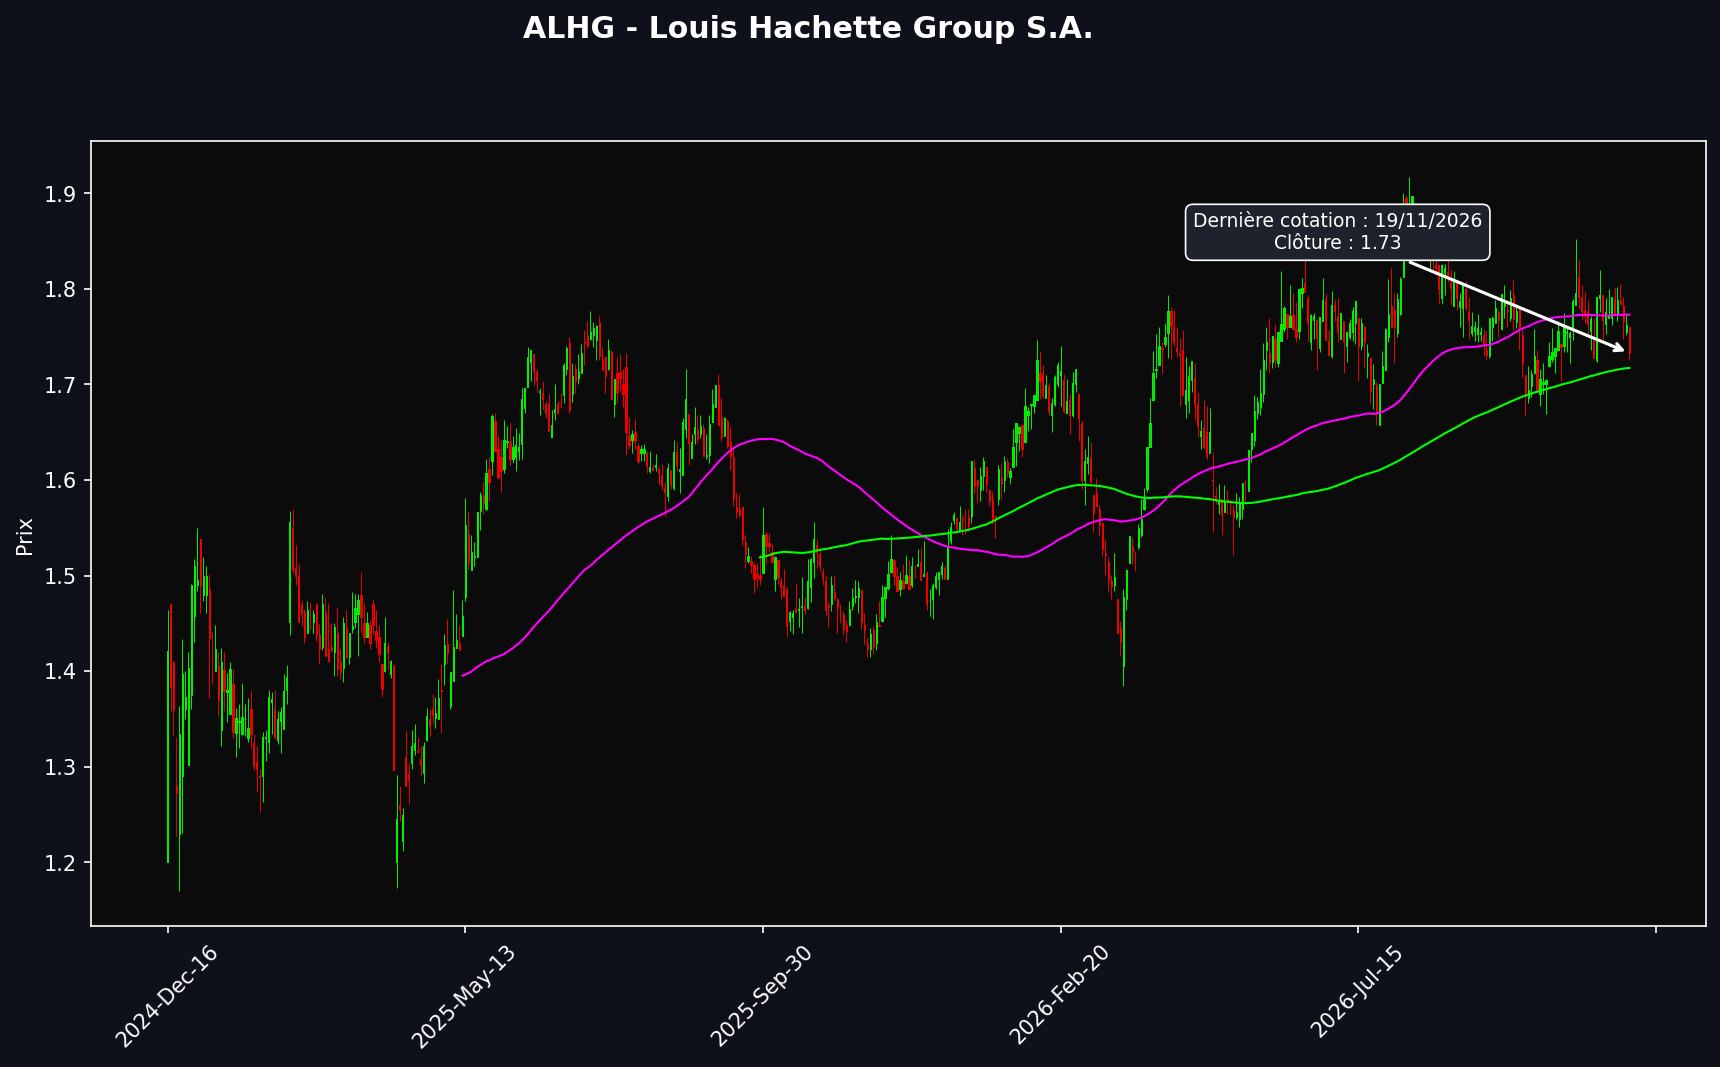 ALHG - Louis Hachette Group S.A.
Dernière cotation : 19/11/2026
Clôture : 1.73
Prix
1.9
1.8
1.7
1.6
1.5
1.4
1.3
1.2
2024-Dec-16
2025-May-13
2025-Sep-30
2026-Feb-20
2026-Jul-15